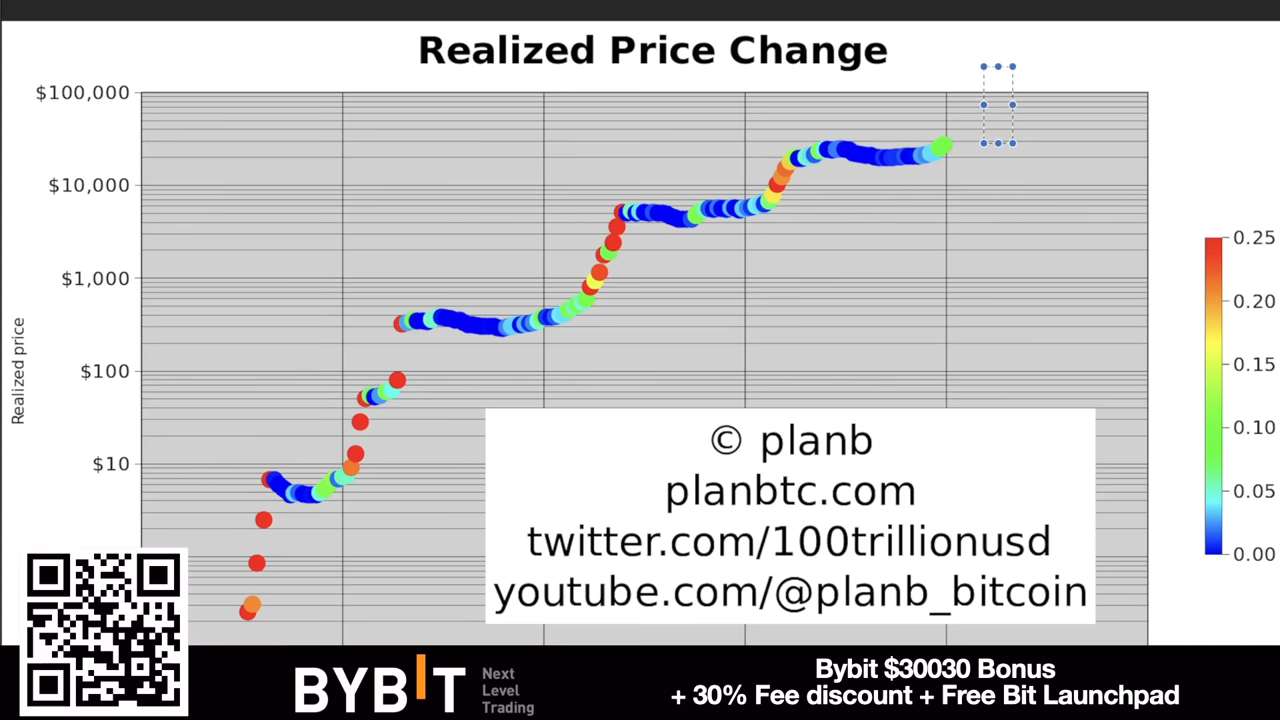 Realized Price Change
$100,000
$10,000
$1,000
$100
$10
Realized price
0.25
0.20
0.15
0.10
0.05
0.00
© planb
planbtc.com
twitter.com/100trillionusd
youtube.com/@planb_bitcoin
BYBIT
Next
Level
Trading
Bybit $30030 Bonus
+ 30% Fee discount + Free Bit Launchpad